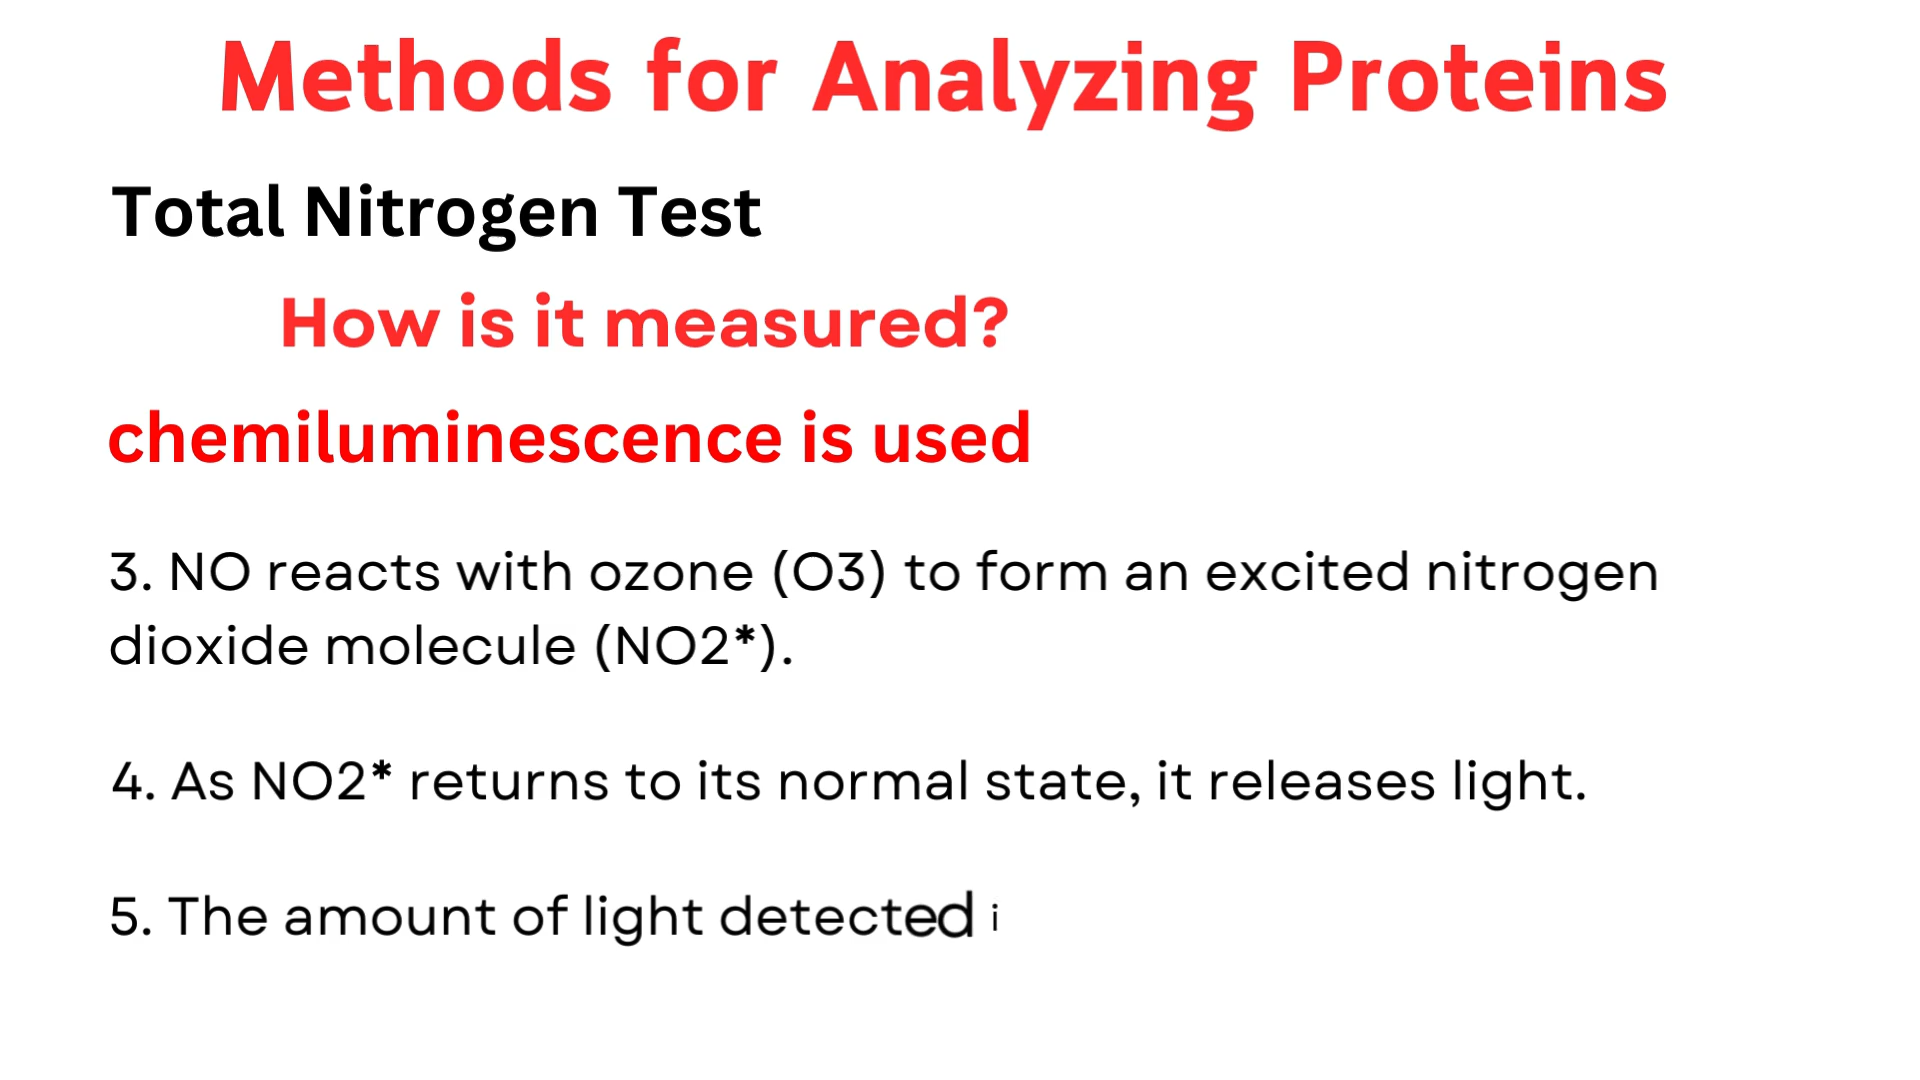 Methods for Analyzing Proteins
Total Nitrogen Test
How is it measured?
chemiluminescence is used
3. NO reacts with ozone (O3) to form an excited nitrogen
dioxide molecule (NO2*).
4. As NO2* returns to its normal state, it releases light.
5. The amount of light detected i